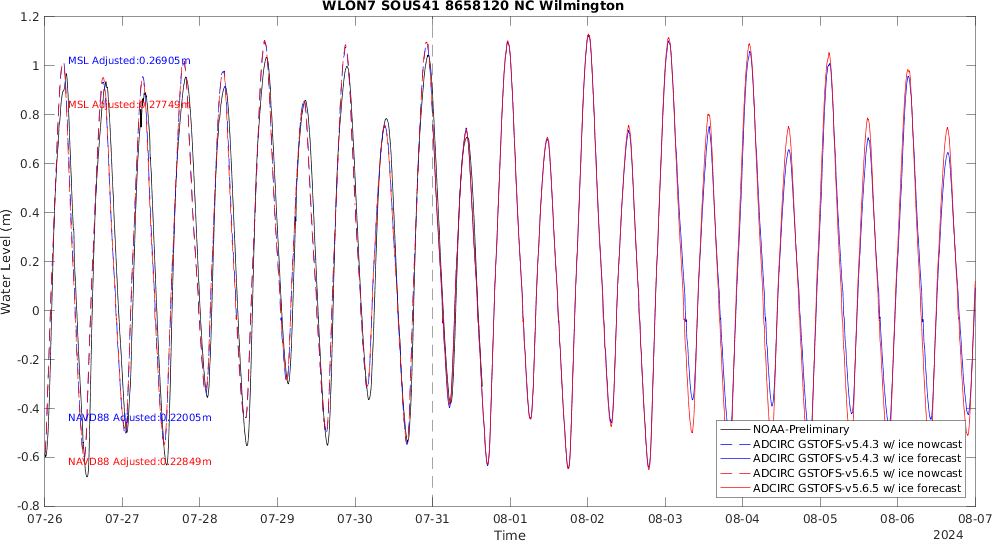 WLON7 SOUS41 8658120 NC Wilmington
1.2
1
0.8
0.6
0.4
0.2
0
-0.2
-0.4
-0.6
-0.8
Water Level (m)
MSL Adjusted:0.26905m
MSL Adjusted:0.27749m
NAVD88 Adjusted:0.22005m
NAVD88 Adjusted:0.22849m
NOAA-Preliminary
ADCIRC GSTOFS-v5.4.3 w/ ice nowcast
ADCIRC GSTOFS-v5.4.3 w/ ice forecast
ADCIRC GSTOFS-v5.6.5 w/ ice nowcast
ADCIRC GSTOFS-v5.6.5 w/ ice forecast
07-26 07-27 07-28 07-29 07-30 07-31 08-01 08-02 08-03 08-04 08-05 08-06 08-07
Time
2024